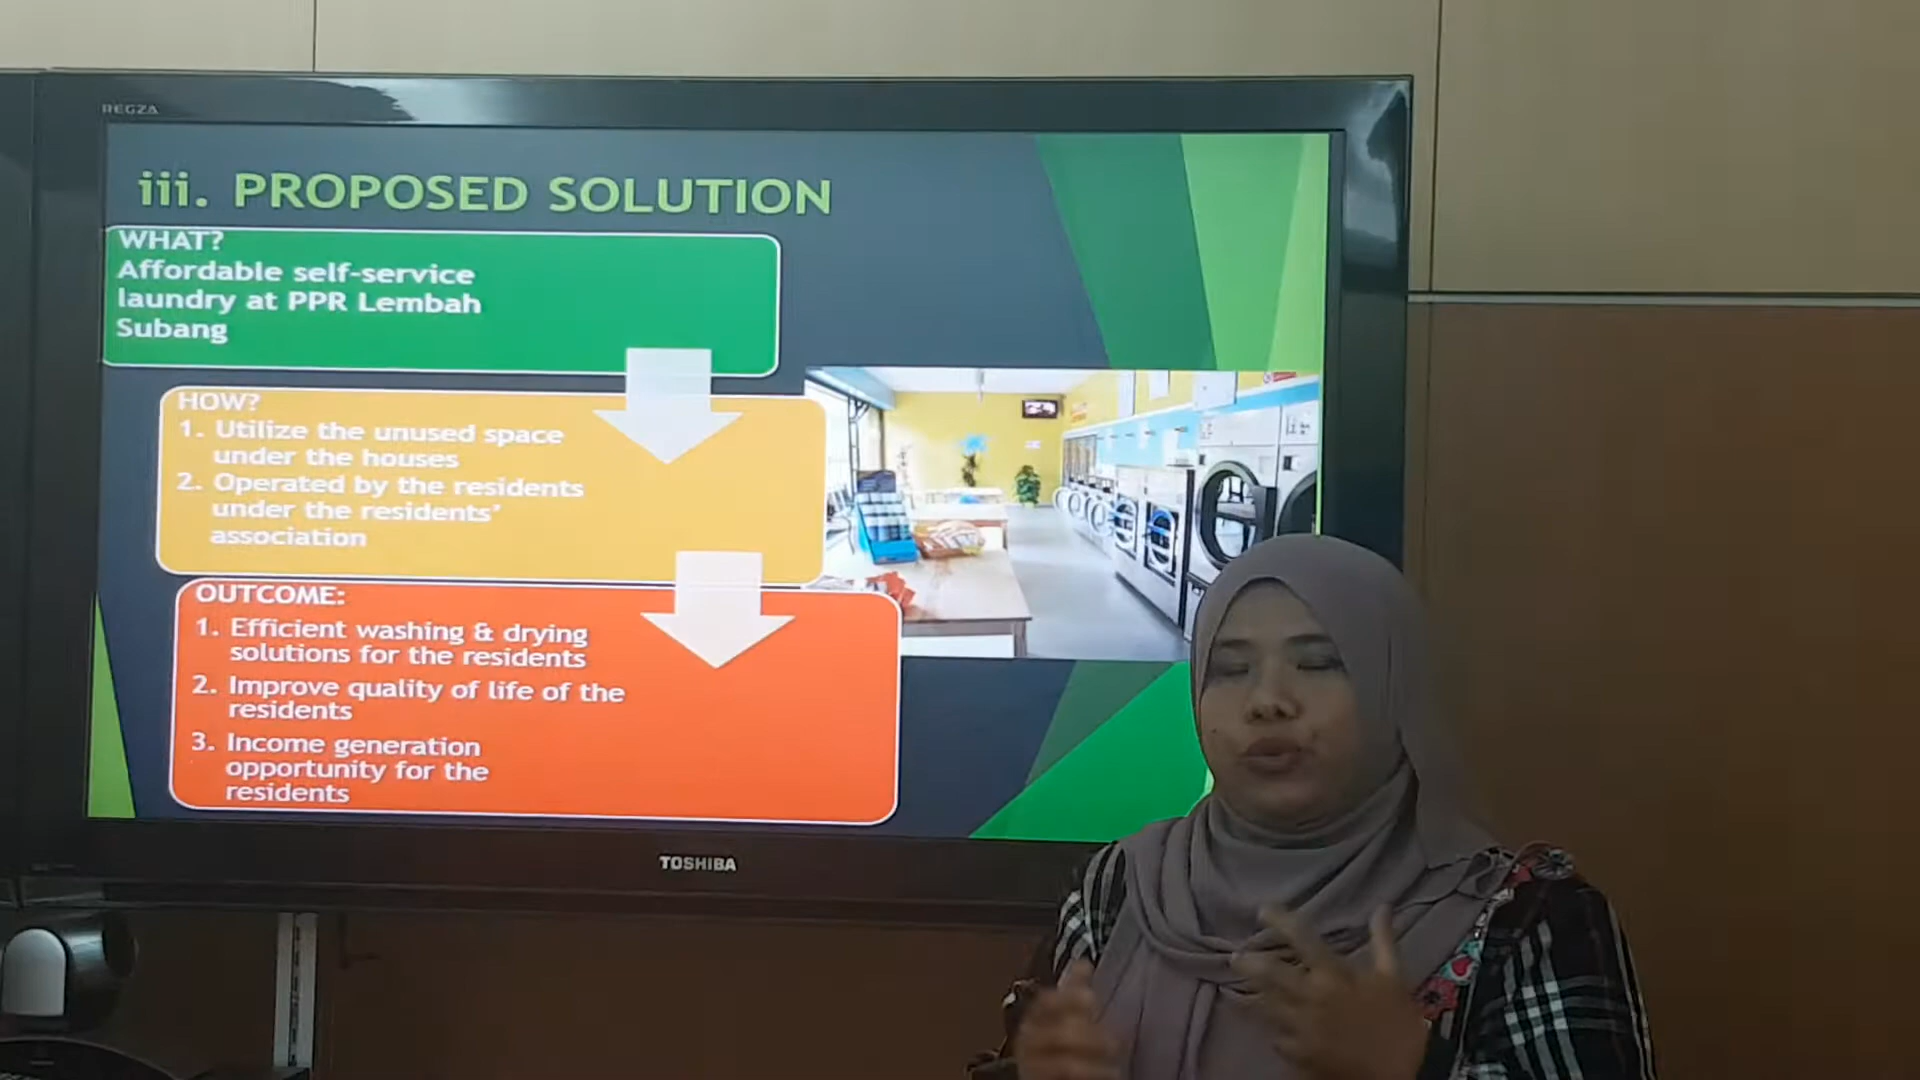 REGZA
iii. PROPOSED SOLUTION
WHAT?
Affordable self-service
laundry at PPR Lembah
Subang
HOW?
1. Utilize the unused space
under the houses
2. Operated by the residents
under the residents'
association
OUTCOME:
1. Efficient washing & drying
solutions for the residents
2. Improve quality of life of the
residents
3. Income generation
opportunity for the
residents
TOSHIBA